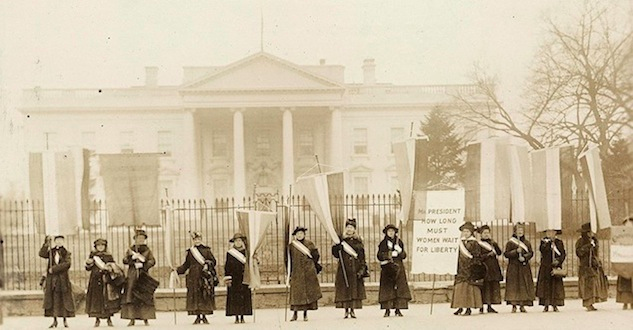 MR PRESIDENT
HOW LONG
MUST
WOMEN WAIT
FOR LIBERTY